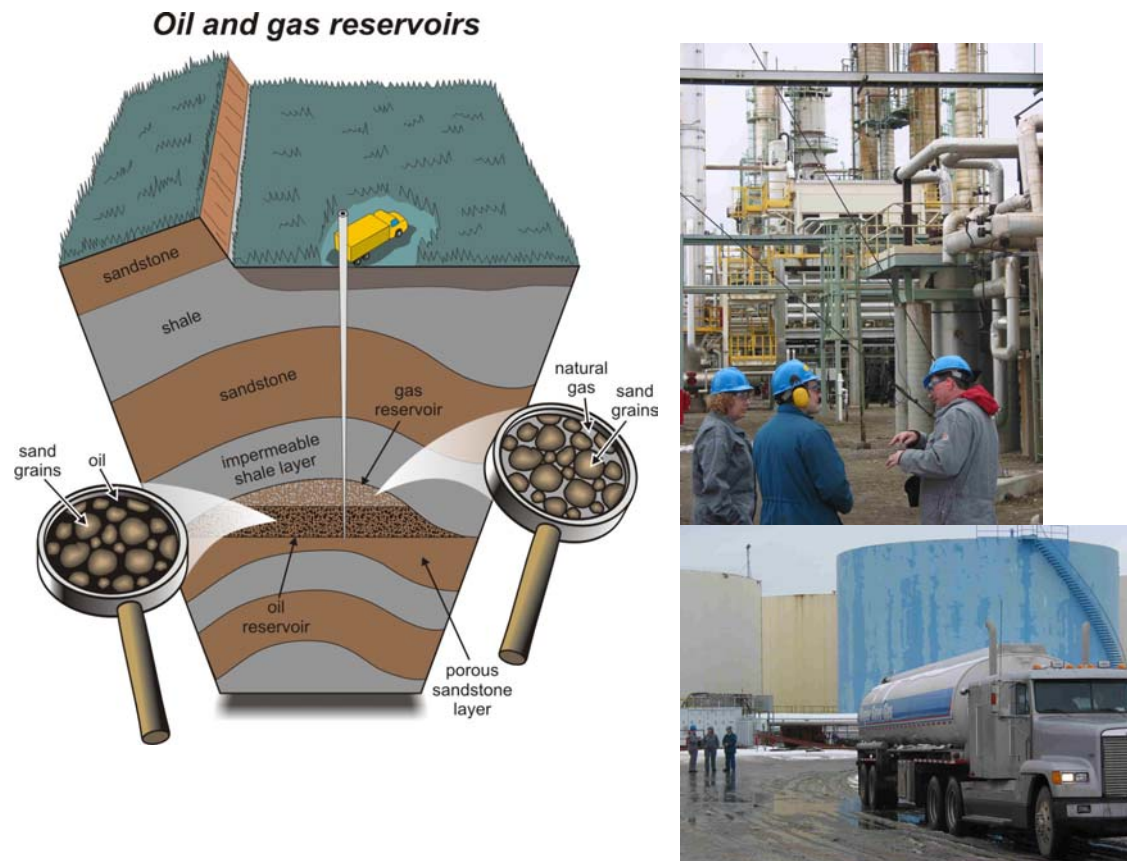 Oil and gas reservoirs
sandstone
shale
sandstone
gas
reservoir
natural
gas
sand
grains
impermeable
shale layer
sand
grains
oil
oil
reservoir
porous
sandstone
layer